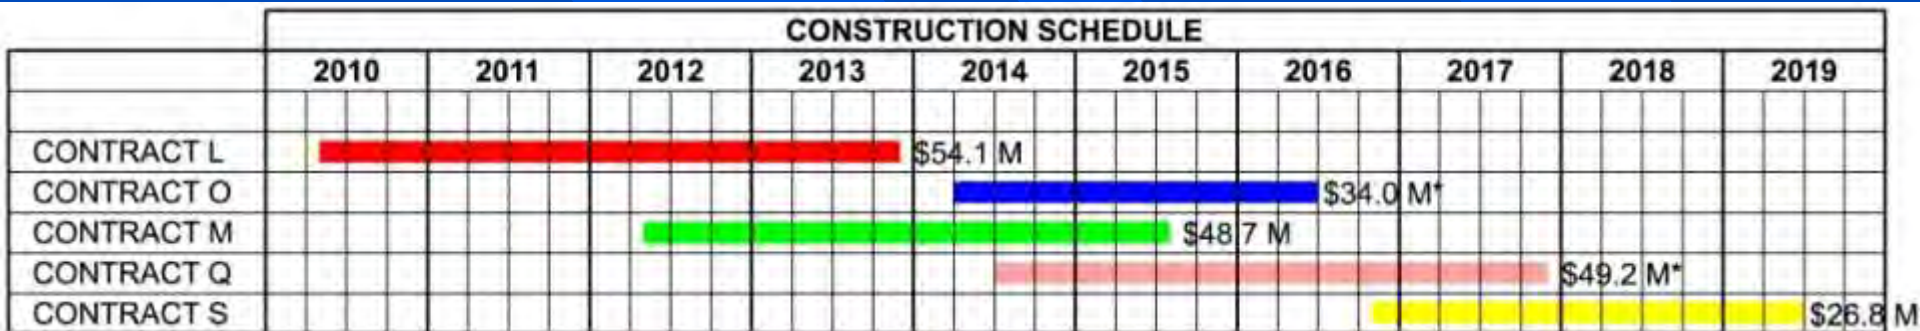 CONSTRUCTION SCHEDULE
2010 2011 2012 2013 2014 2015 2016 2017 2018 2019
CONTRACT L $54.1 M
CONTRACT O $34.0 M*
CONTRACT M $48.7 M
CONTRACT Q $49.2 M*
CONTRACT S $26.8 M